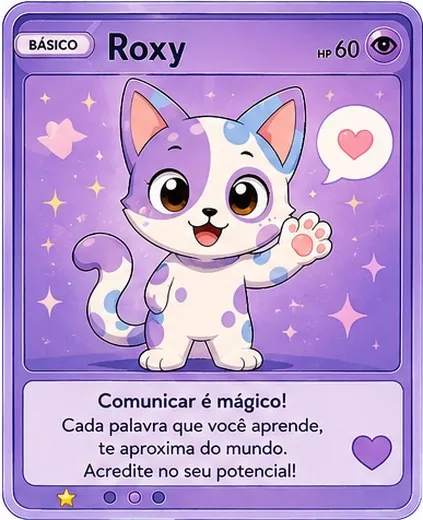 BÁSICO
Roxy
HP 60
Comunicar é mágico!
Cada palavra que você aprende,
te aproxima do mundo.
Acredite no seu potencial!